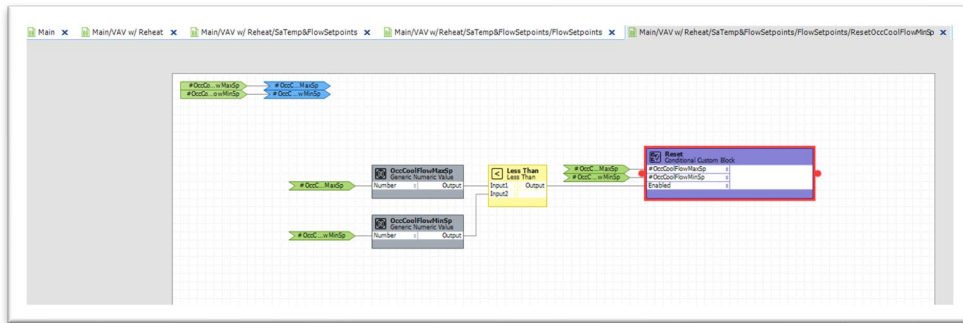 Main x Main/VAV w/ Reheat x Main/VAV w/ Reheat/SaTemp&FlowSetpoints x Main/VAV w/Reheat/SaTemp&FlowSetpoints/FlowSetpoints x Main/VAV w/ Reheat/SaTemp&FlowSetpoints/FlowSetpoints/ResetOccCoolFlowMinSp x
#OccCo...w MaxSp #OccC...MaxSp
#OccCo...owMinSp #OccC...w MinSp
Reset
Conditional Custom Block
#OccC...MaxSp #OccCoolFlowMaxSp
#OccC...w MinSp #OccCoolFlowMinSp
Enabled
OccCoolFlowMaxSp
Generic Numeric Value
#OccC...MaxSp Number Output
< Less Than
Less Than
Input1 Output
Input2
OccCoolFlowMinSp
Generic Numeric Value
#OccC...w MinSp Number Output